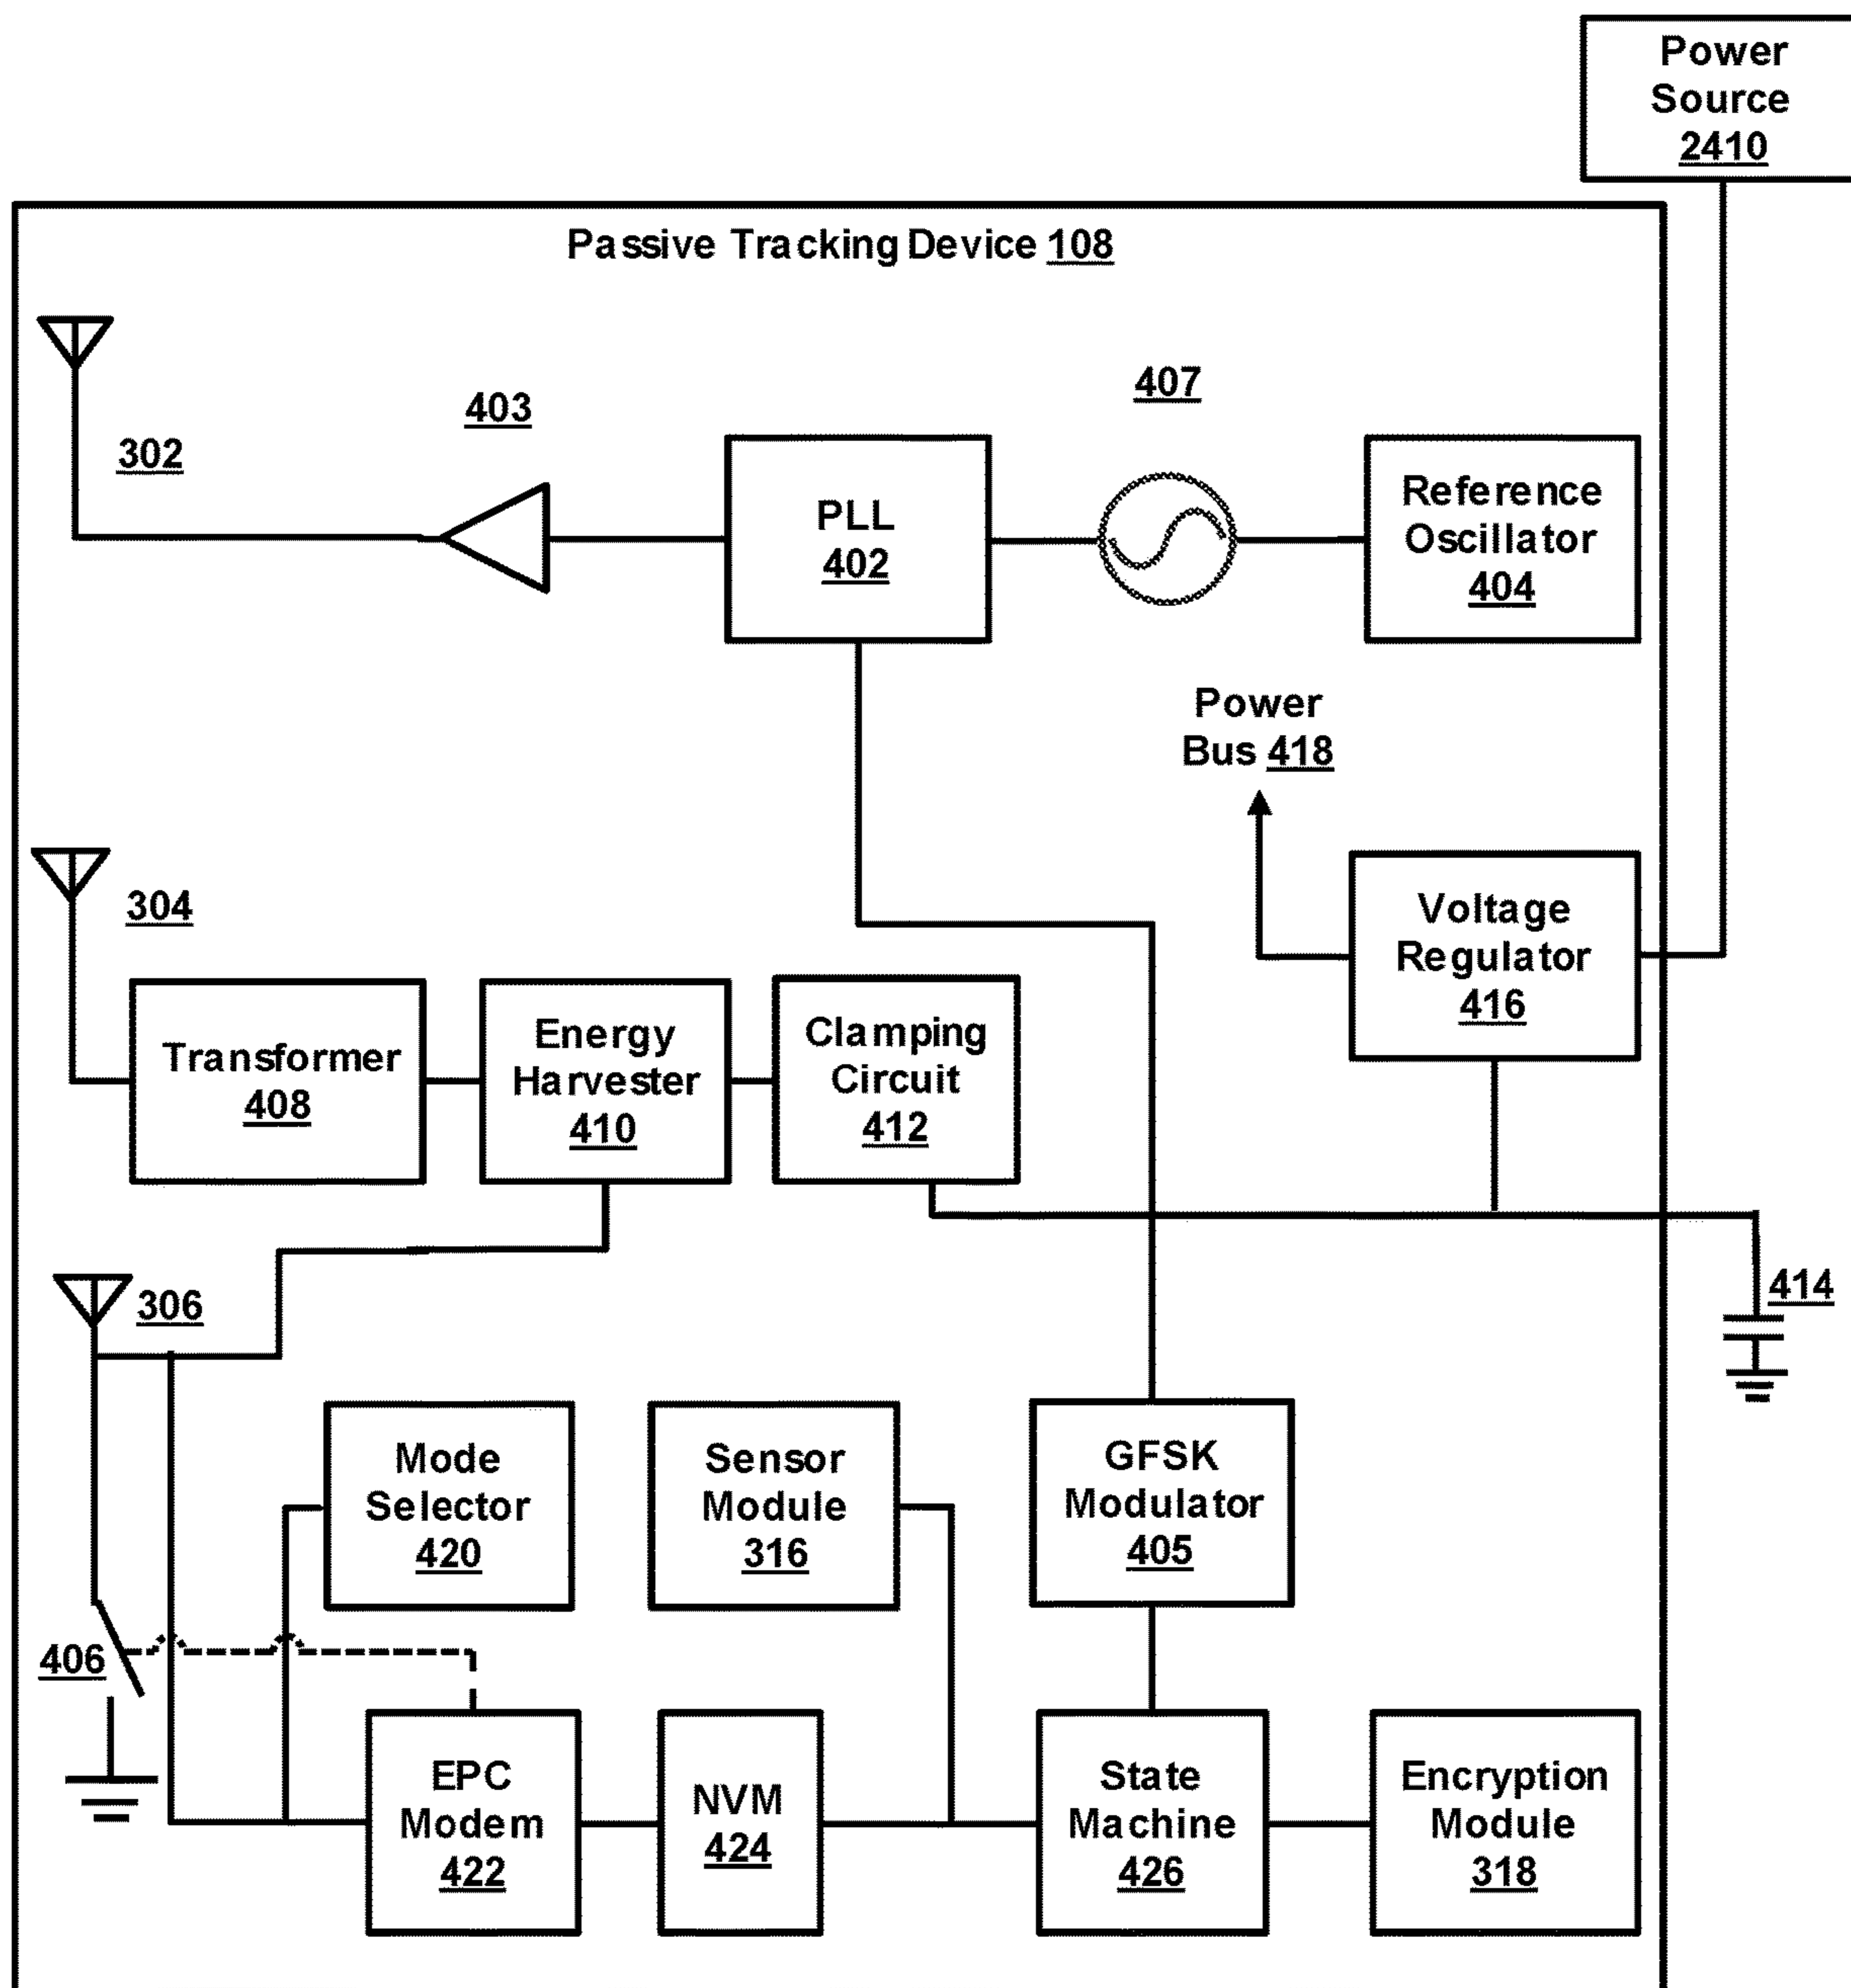 Power
Source
2410
Passive Tracking Device 108
407
403
302
PLL
402
Reference
Oscillator
404
Power
Bus 418
304
Voltage
Regulator
416
Transformer
408
Energy
Harvester
410
Clamping
Circuit
412
306
414
Mode
Selector
420
Sensor
Module
316
GFSK
Modulator
405
406
EPC
Modem
422
NVM
424
State
Machine
426
Encryption
Module
318